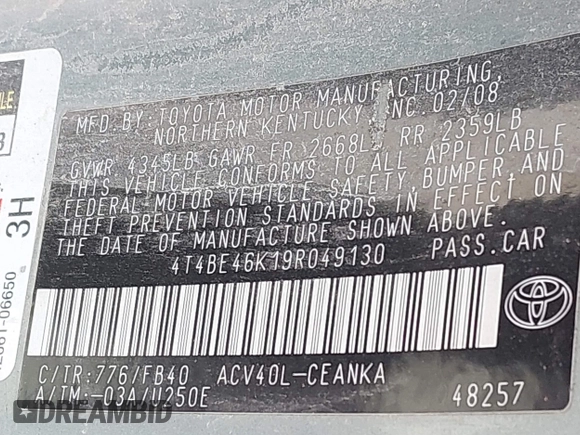 MFD. BY: TOYOTA MOTOR MANUFACTURING,
NORTHERN KENTUCKY, INC. 02/08
GVWR 4345LB GAWR FR 2668LB RR 2359LB
THIS VEHICLE CONFORMS TO ALL APPLICABLE
FEDERAL MOTOR VEHICLE SAFETY, BUMPER, AND
THEFT PREVENTION STANDARDS IN EFFECT ON
THE DATE OF MANUFACTURE SHOWN ABOVE.
4T4BE46K19R049130 PASS.CAR
C/TR:776/FB40 ACV40L-CEANKA
A/TM:-03A/U250E 48257
3H
06650
DREAMBID